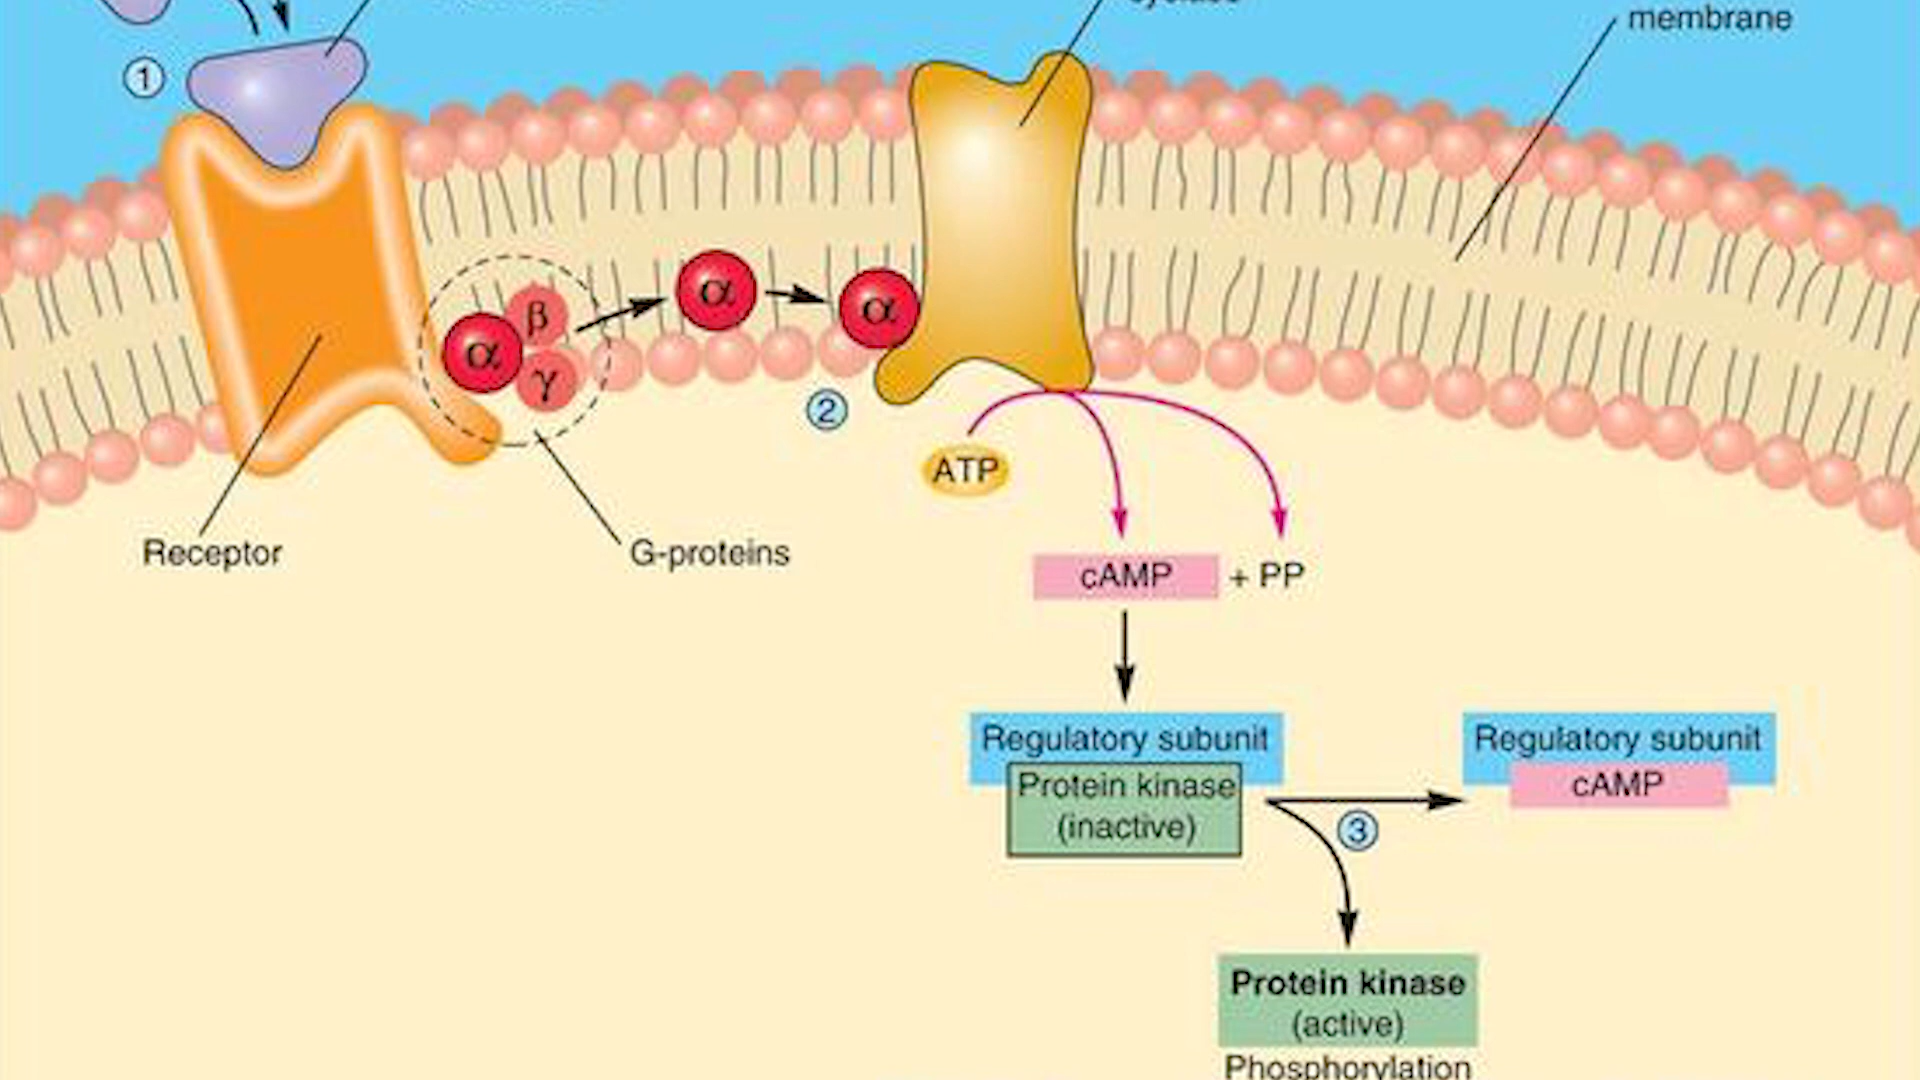 membrane
1
β
α
α
α
γ
2
ATP
Receptor
G-proteins
cAMP + PP
Regulatory subunit
Protein kinase
(inactive)
Regulatory subunit
cAMP
3
Protein kinase
(active)
Phosphorylation